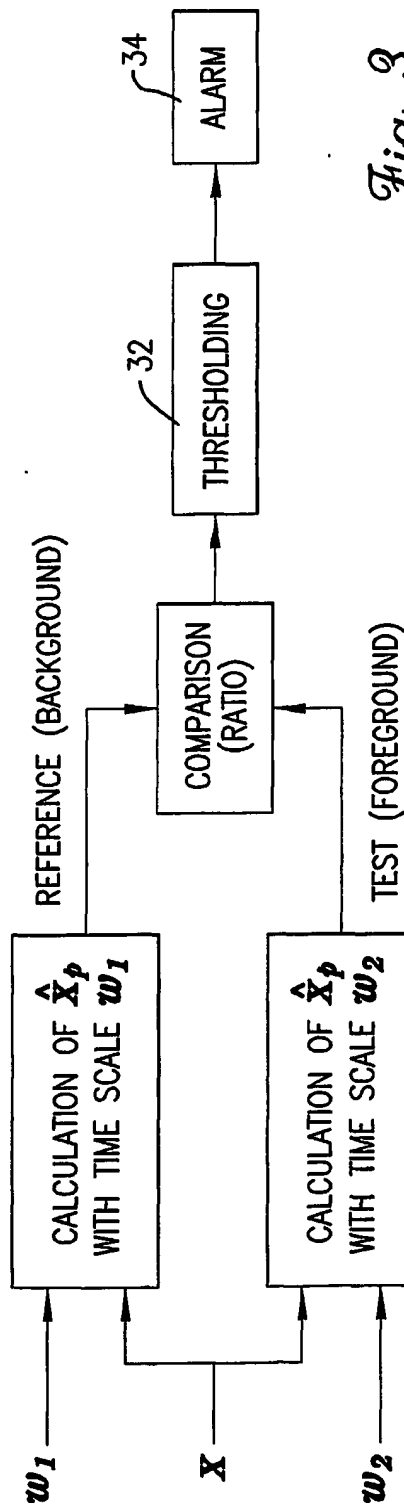 w1
X
w2
CALCULATION OF X̂p
WITH TIME SCALE w1
CALCULATION OF X̂p
WITH TIME SCALE w2
REFERENCE (BACKGROUND)
TEST (FOREGROUND)
COMPARISON
(RATIO)
32
THRESHOLDING
34
ALARM
Fig. 3